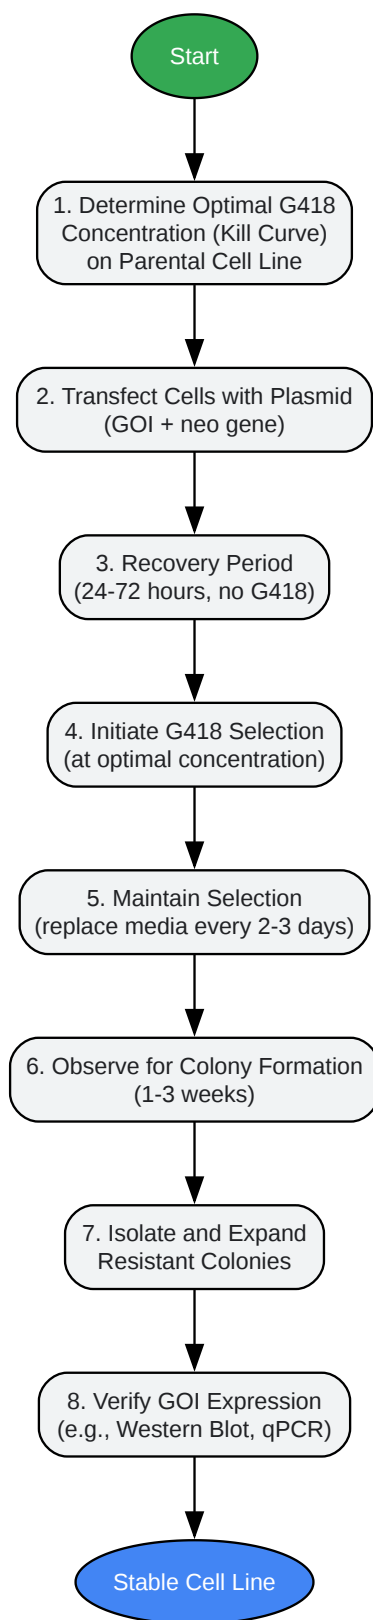 Start
1. Determine Optimal G418
Concentration (Kill Curve)
on Parental Cell Line
2. Transfect Cells with Plasmid
(GOI + neo gene)
3. Recovery Period
(24-72 hours, no G418)
4. Initiate G418 Selection
(at optimal concentration)
5. Maintain Selection
(replace media every 2-3 days)
6. Observe for Colony Formation
(1-3 weeks)
7. Isolate and Expand
Resistant Colonies
8. Verify GOI Expression
(e.g., Western Blot, qPCR)
Stable Cell Line